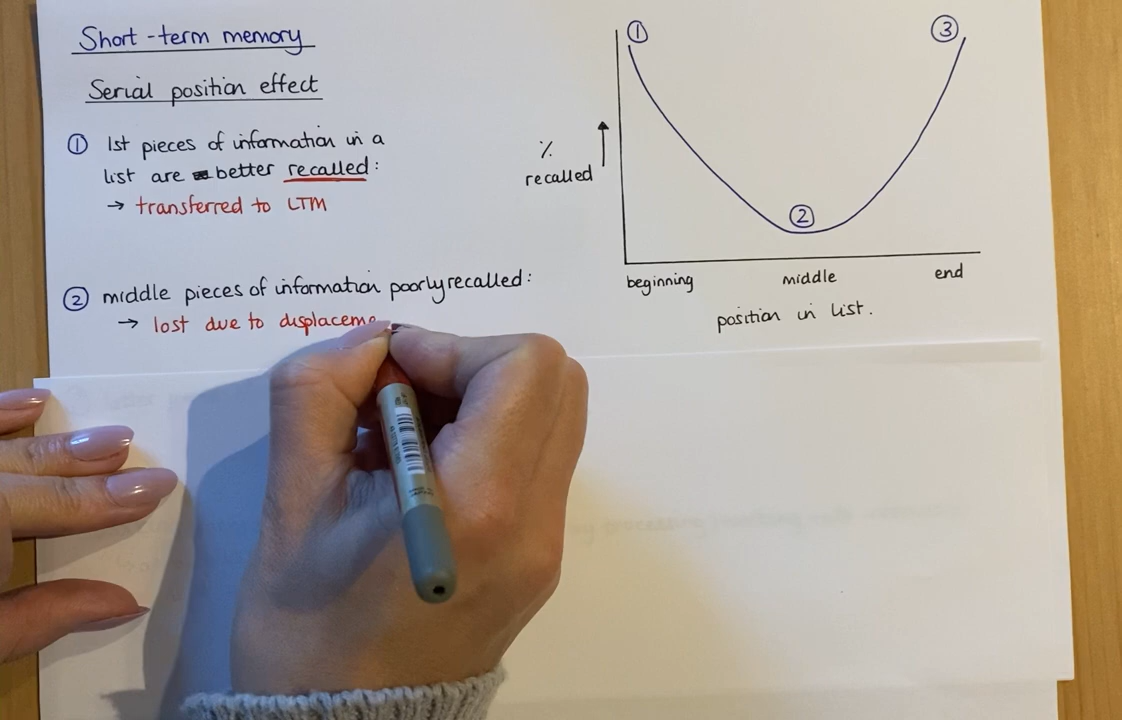 Short-term memory
Serial position effect
① 1st pieces of information in a
list are better recalled:
→ transferred to LTM
② middle pieces of information poorly recalled:
→ lost due to displaceme
①
③
%
recalled
②
beginning middle end
position in list.